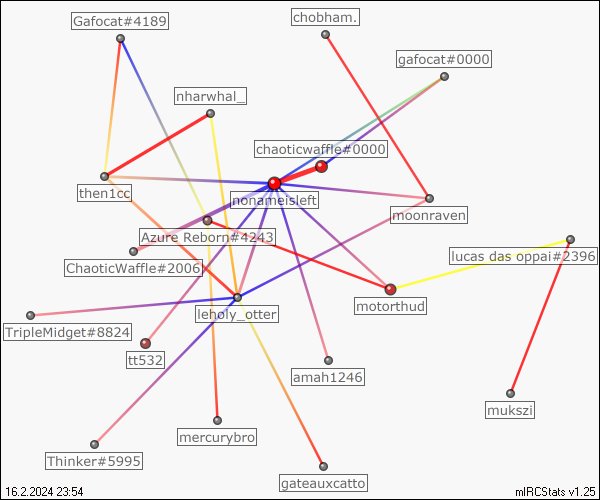 Gafocat#4189
chobham.
gafocat#0000
nharwhal_
chaoticwaffle#0000
then1cc
nonameisleft
moonraven
Azure Reborn#4243
lucas das oppai#2396
ChaoticWaffle#2006
motorthud
leholy_otter
TripleMidget#8824
tt532
amah1246
mukszi
mercurybro
Thinker#5995
gateauxcatto
16.2.2024 23:54
mIRCStats v1.25